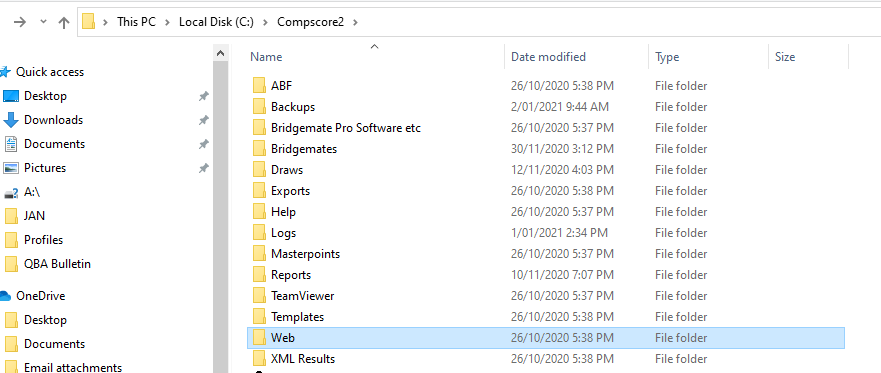 This PC > Local Disk (C:) > Compscore2 >
Name Date modified Type Size
Quick access
Desktop
Downloads
Documents
Pictures
A:\
JAN
Profiles
QBA Bulletin
OneDrive
Desktop
Documents
Email attachments
ABF 26/10/2020 5:38 PM File folder
Backups 2/01/2021 9:44 AM File folder
Bridgemate Pro Software etc 26/10/2020 5:37 PM File folder
Bridgemates 30/11/2020 3:12 PM File folder
Draws 12/11/2020 4:03 PM File folder
Exports 26/10/2020 5:38 PM File folder
Help 26/10/2020 5:37 PM File folder
Logs 1/01/2021 2:34 PM File folder
Masterpoints 26/10/2020 5:37 PM File folder
Reports 10/11/2020 7:07 PM File folder
TeamViewer 26/10/2020 5:37 PM File folder
Templates 26/10/2020 5:38 PM File folder
Web 26/10/2020 5:38 PM File folder
XML Results 26/10/2020 5:38 PM File folder